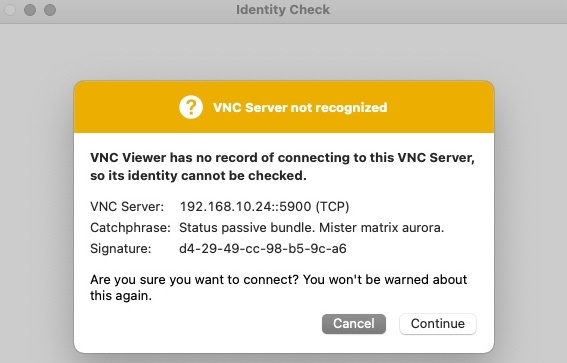 Identity Check
VNC Server not recognized
VNC Viewer has no record of connecting to this VNC Server,
so its identity cannot be checked.
VNC Server: 192.168.10.24::5900 (TCP)
Catchphrase: Status passive bundle. Mister matrix aurora.
Signature: d4-29-49-cc-98-b5-9c-a6
Are you sure you want to connect? You won't be warned about
this again.
Cancel Continue